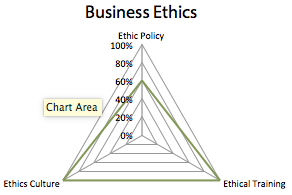 Business Ethics
Ethic Policy
100%
80%
60%
40%
20%
0%
Chart Area
Ethics Culture
Ethical Training